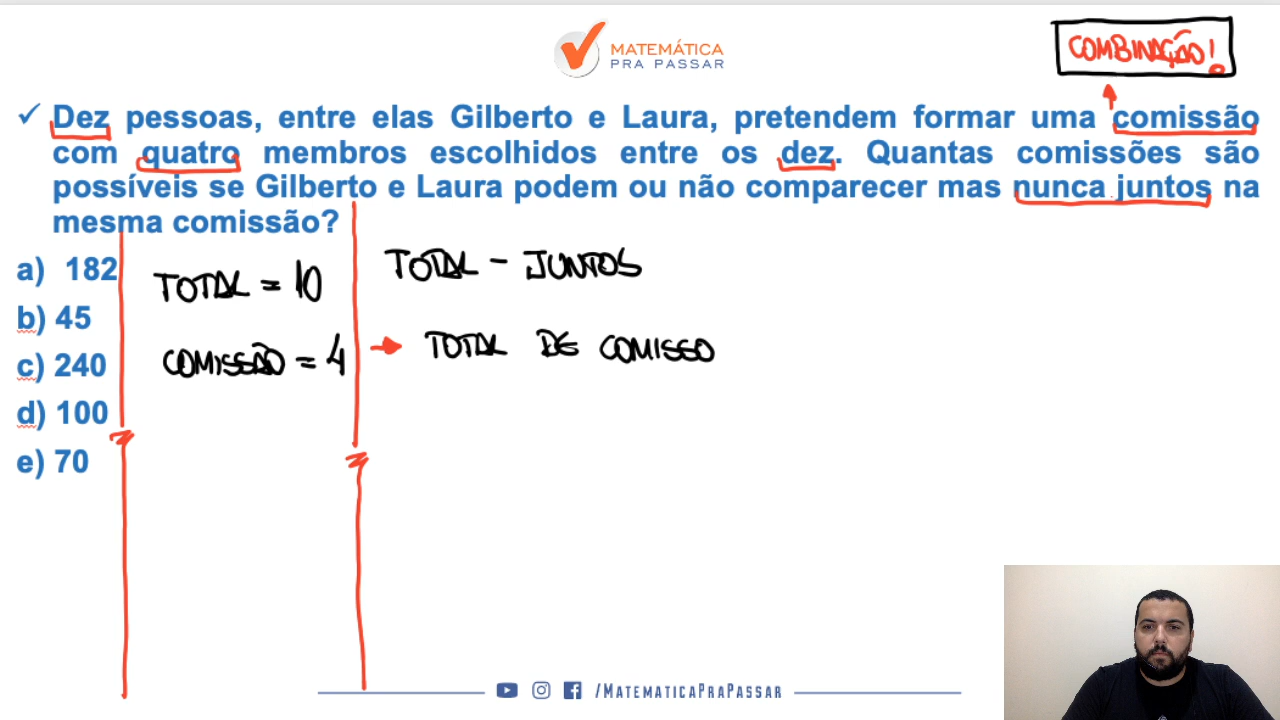 MATEMÁTICA
PRA PASSAR
COMBINAÇÃO!
✓ Dez pessoas, entre elas Gilberto e Laura, pretendem formar uma comissão
com quatro membros escolhidos entre os dez. Quantas comissões são
possíveis se Gilberto e Laura podem ou não comparecer mas nunca juntos na
mesma comissão?
a) 182
b) 45
c) 240
d) 100
e) 70
TOTAL = 10
COMISSÃO = 4
TOTAL - JUNTOS
TOTAL DE COMISSO
/MATEMATICAPRAPASSAR